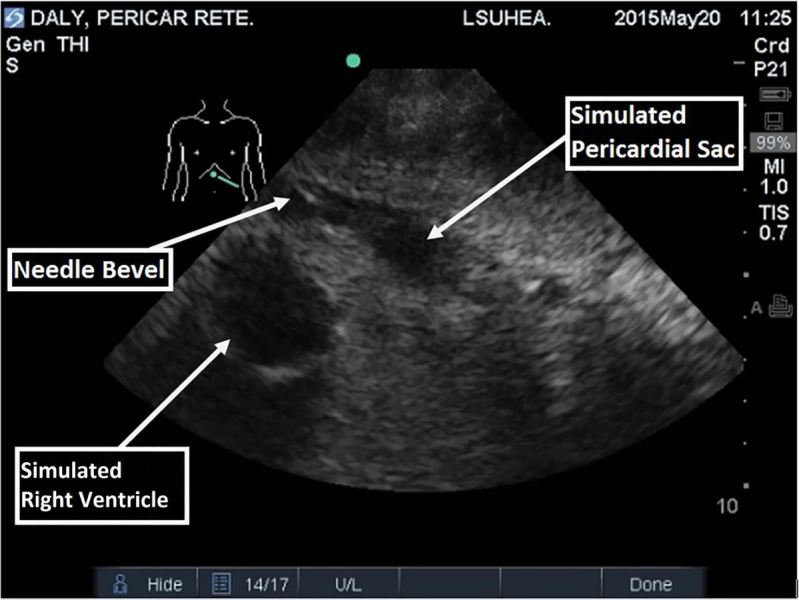 DALY, PERICAR RETE. LSUHEA. 2015May20 11:25
Gen THI
S
Crd
P21
99%
MI
1.0
TIS
0.7
Simulated
Pericardial Sac
Needle Bevel
A
Simulated
Right Ventricle
10
Hide 14/17 U/L Done